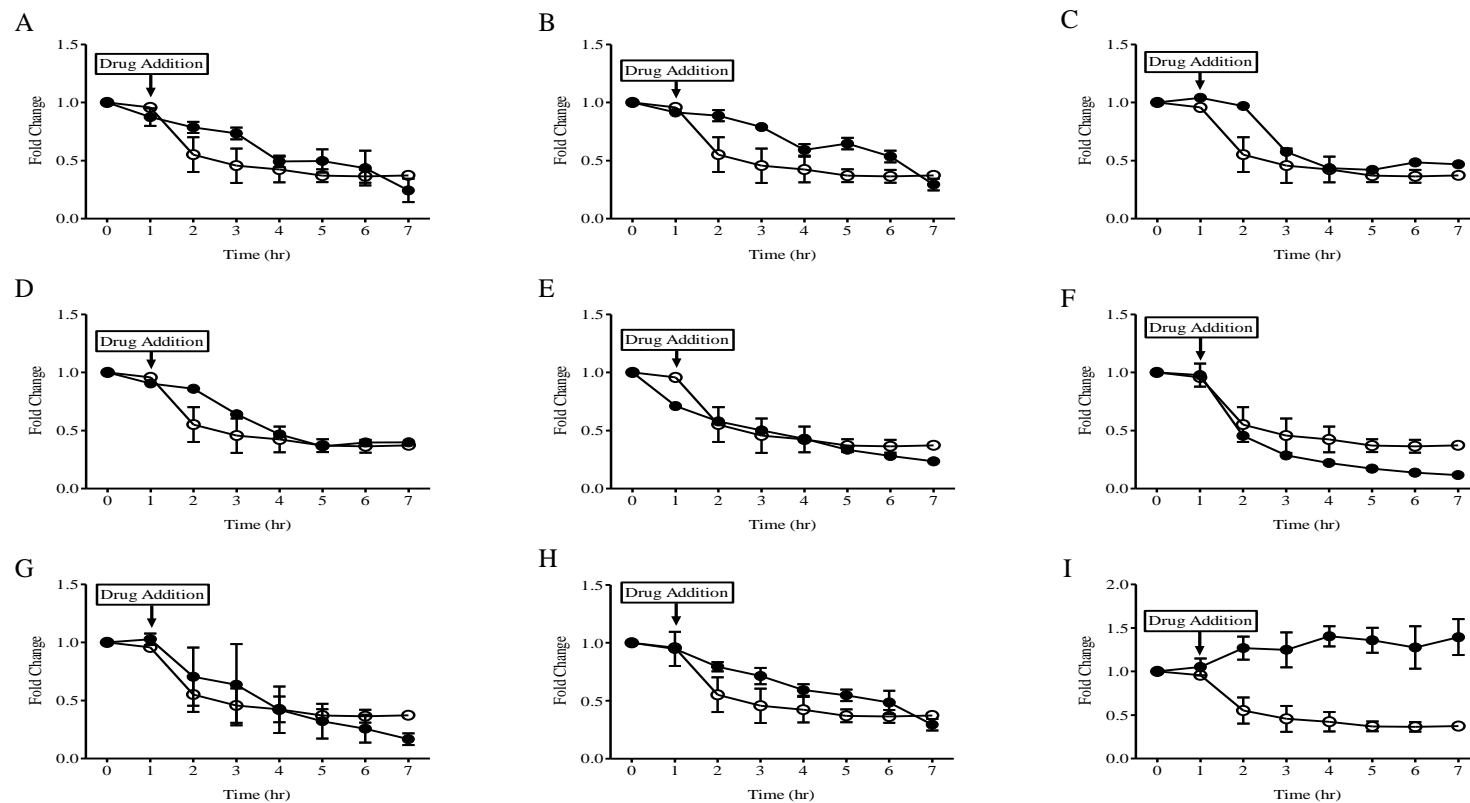 A
1.5
1.0
0.5
0.0
Fold Change
Drug Addition
0 1 2 3 4 5 6 7
Time (hr)
B
1.5
1.0
0.5
0.0
Fold Change
Drug Addition
0 1 2 3 4 5 6 7
Time (hr)
C
1.5
1.0
0.5
0.0
Fold Change
Drug Addition
0 1 2 3 4 5 6 7
Time (hr)
D
1.5
1.0
0.5
0.0
Fold Change
Drug Addition
0 1 2 3 4 5 6 7
Time (hr)
E
1.5
1.0
0.5
0.0
Fold Change
Drug Addition
0 1 2 3 4 5 6 7
Time (hr)
F
1.5
1.0
0.5
0.0
Fold Change
Drug Addition
0 1 2 3 4 5 6 7
Time (hr)
G
1.5
1.0
0.5
0.0
Fold Change
Drug Addition
0 1 2 3 4 5 6 7
Time (hr)
H
1.5
1.0
0.5
0.0
Fold Change
Drug Addition
0 1 2 3 4 5 6 7
Time (hr)
I
2.0
1.5
1.0
0.5
0.0
Fold Change
Drug Addition
0 1 2 3 4 5 6 7
Time (hr)